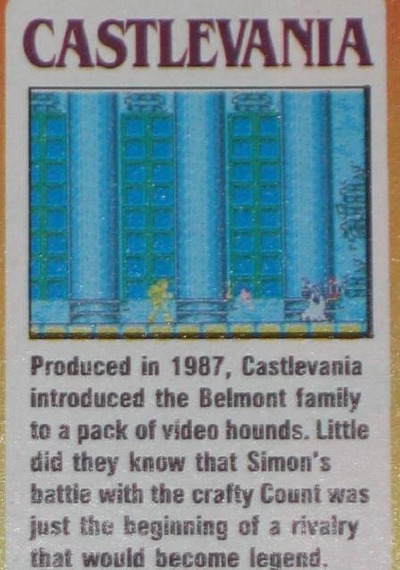 CASTLEVANIA
Produced in 1987, Castlevania
introduced the Belmont family
to a pack of video hounds. Little
did they know that Simon's
battle with the crafty Count was
just the beginning of a rivalry
that would become legend.